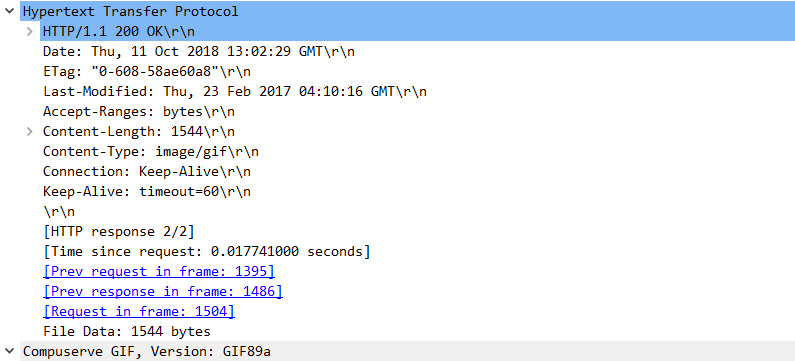 Hypertext Transfer Protocol
HTTP/1.1 200 OK\r\n
Date: Thu, 11 Oct 2018 13:02:29 GMT\r\n
ETag: "0-608-58ae60a8"\r\n
Last-Modified: Thu, 23 Feb 2017 04:10:16 GMT\r\n
Accept-Ranges: bytes\r\n
Content-Length: 1544\r\n
Content-Type: image/gif\r\n
Connection: Keep-Alive\r\n
Keep-Alive: timeout=60\r\n
\r\n
[HTTP response 2/2]
[Time since request: 0.017741000 seconds]
[Prev request in frame: 1395]
[Prev response in frame: 1486]
[Request in frame: 1504]
File Data: 1544 bytes
Compuserve GIF, Version: GIF89a